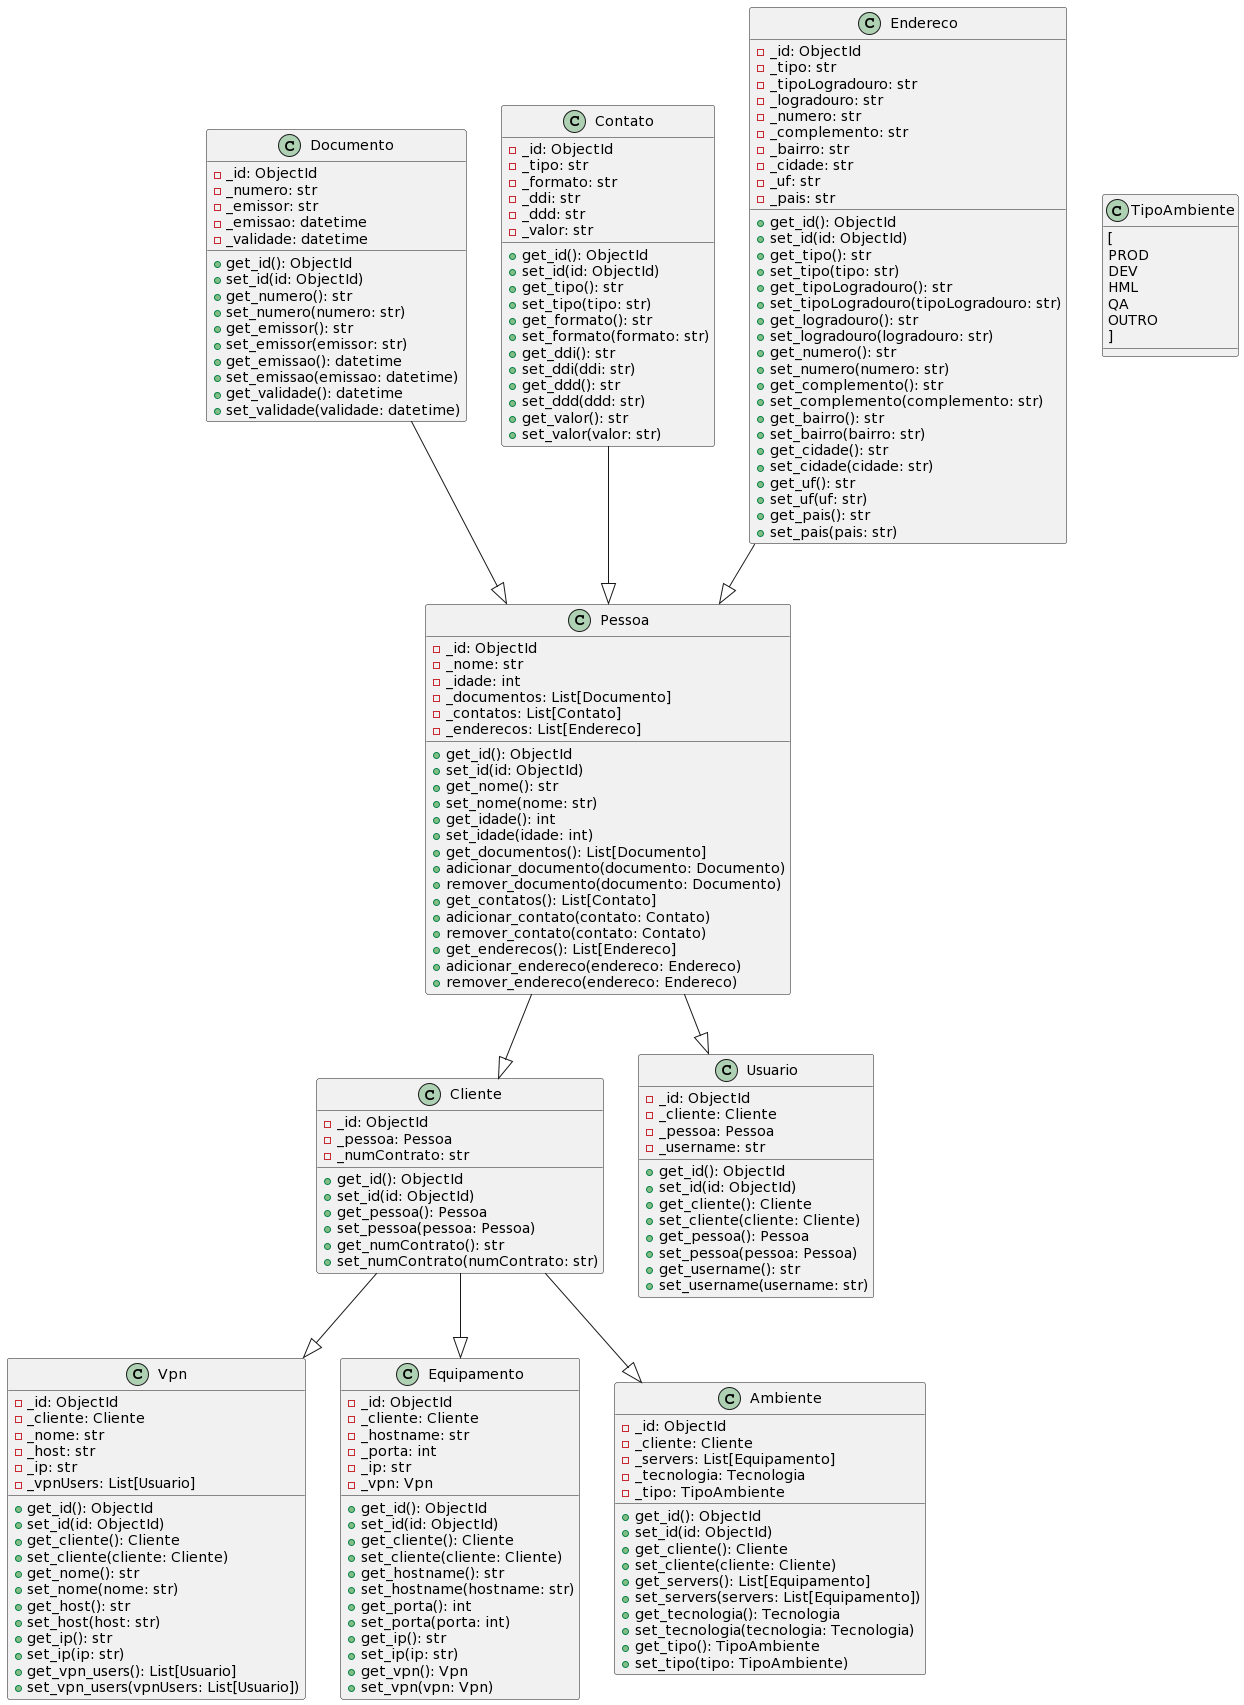 Documento
_id: ObjectId
_numero: str
_emissor: str
_emissao: datetime
_validade: datetime
get_id(): ObjectId
set_id(id: ObjectId)
get_numero(): str
set_numero(numero: str)
get_emissor(): str
set_emissor(emissor: str)
get_emissao(): datetime
set_emissao(emissao: datetime)
get_validade(): datetime
set_validade(validade: datetime)
Contato
_id: ObjectId
_tipo: str
_formato: str
_ddi: str
_ddd: str
_valor: str
get_id(): ObjectId
set_id(id: ObjectId)
get_tipo(): str
set_tipo(tipo: str)
get_formato(): str
set_formato(formato: str)
get_ddi(): str
set_ddi(ddi: str)
get_ddd(): str
set_ddd(ddd: str)
get_valor(): str
set_valor(valor: str)
Endereco
_id: ObjectId
_tipo: str
_tipoLogradouro: str
_logradouro: str
_numero: str
_complemento: str
_bairro: str
_cidade: str
_uf: str
_pais: str
get_id(): ObjectId
set_id(id: ObjectId)
get_tipo(): str
set_tipo(tipo: str)
get_tipoLogradouro(): str
set_tipoLogradouro(tipoLogradouro: str)
get_logradouro(): str
set_logradouro(logradouro: str)
get_numero(): str
set_numero(numero: str)
get_complemento(): str
set_complemento(complemento: str)
get_bairro(): str
set_bairro(bairro: str)
get_cidade(): str
set_cidade(cidade: str)
get_uf(): str
set_uf(uf: str)
get_pais(): str
set_pais(pais: str)
TipoAmbiente
[
PROD
DEV
HML
QA
OUTRO
]
Pessoa
_id: ObjectId
_nome: str
_idade: int
_documentos: List[Documento]
_contatos: List[Contato]
_enderecos: List[Endereco]
get_id(): ObjectId
set_id(id: ObjectId)
get_nome(): str
set_nome(nome: str)
get_idade(): int
set_idade(idade: int)
get_documentos(): List[Documento]
adicionar_documento(documento: Documento)
remover_documento(documento: Documento)
get_contatos(): List[Contato]
adicionar_contato(contato: Contato)
remover_contato(contato: Contato)
get_enderecos(): List[Endereco]
adicionar_endereco(endereco: Endereco)
remover_endereco(endereco: Endereco)
Cliente
_id: ObjectId
_pessoa: Pessoa
_numContrato: str
get_id(): ObjectId
set_id(id: ObjectId)
get_pessoa(): Pessoa
set_pessoa(pessoa: Pessoa)
get_numContrato(): str
set_numContrato(numContrato: str)
Usuario
_id: ObjectId
_cliente: Cliente
_pessoa: Pessoa
_username: str
get_id(): ObjectId
set_id(id: ObjectId)
get_cliente(): Cliente
set_cliente(cliente: Cliente)
get_pessoa(): Pessoa
set_pessoa(pessoa: Pessoa)
get_username(): str
set_username(username: str)
Vpn
_id: ObjectId
_cliente: Cliente
_nome: str
_host: str
_ip: str
_vpnUsers: List[Usuario]
get_id(): ObjectId
set_id(id: ObjectId)
get_cliente(): Cliente
set_cliente(cliente: Cliente)
get_nome(): str
set_nome(nome: str)
get_host(): str
set_host(host: str)
get_ip(): str
set_ip(ip: str)
get_vpn_users(): List[Usuario]
set_vpn_users(vpnUsers: List[Usuario])
Equipamento
_id: ObjectId
_cliente: Cliente
_hostname: str
_porta: int
_ip: str
_vpn: Vpn
get_id(): ObjectId
set_id(id: ObjectId)
get_cliente(): Cliente
set_cliente(cliente: Cliente)
get_hostname(): str
set_hostname(hostname: str)
get_porta(): int
set_porta(porta: int)
get_ip(): str
set_ip(ip: str)
get_vpn(): Vpn
set_vpn(vpn: Vpn)
Ambiente
_id: ObjectId
_cliente: Cliente
_servers: List[Equipamento]
_tecnologia: Tecnologia
_tipo: TipoAmbiente
get_id(): ObjectId
set_id(id: ObjectId)
get_cliente(): Cliente
set_cliente(cliente: Cliente)
get_servers(): List[Equipamento]
set_servers(servers: List[Equipamento])
get_tecnologia(): Tecnologia
set_tecnologia(tecnologia: Tecnologia)
get_tipo(): TipoAmbiente
set_tipo(tipo: TipoAmbiente)